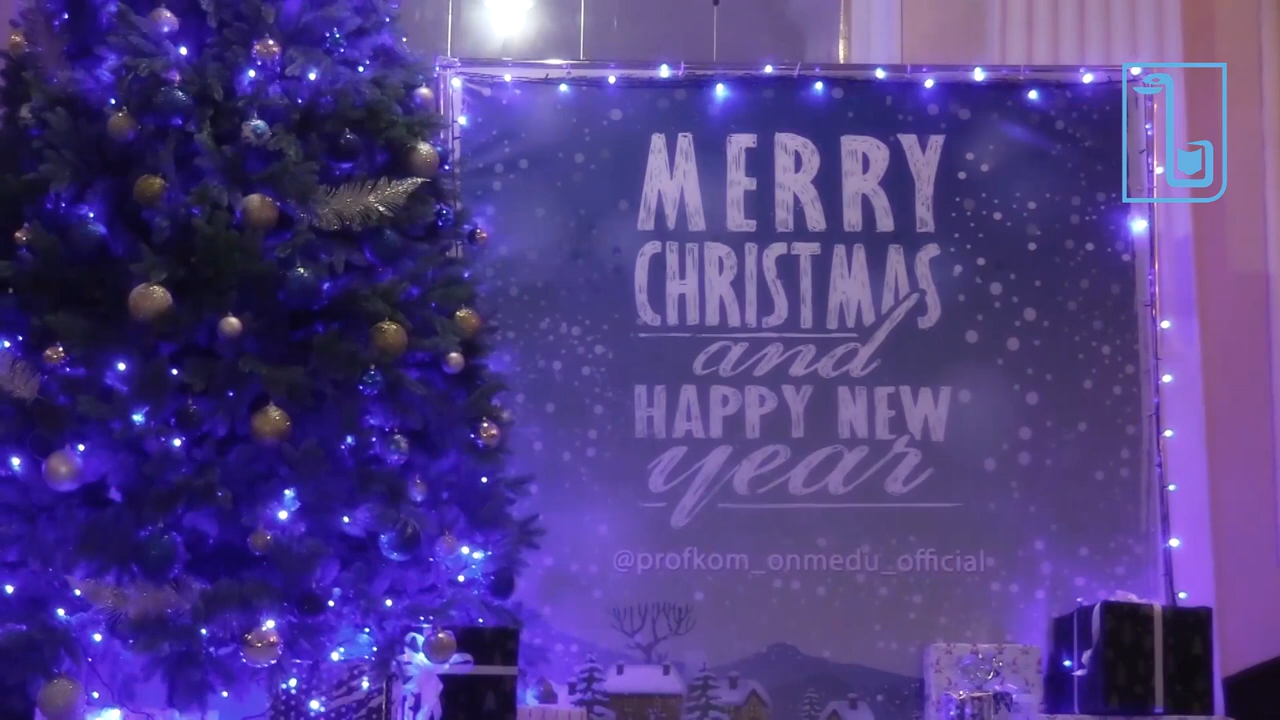 MERRY
CHRISTMAS
and
HAPPY NEW
year
@profkom_onmedu_official